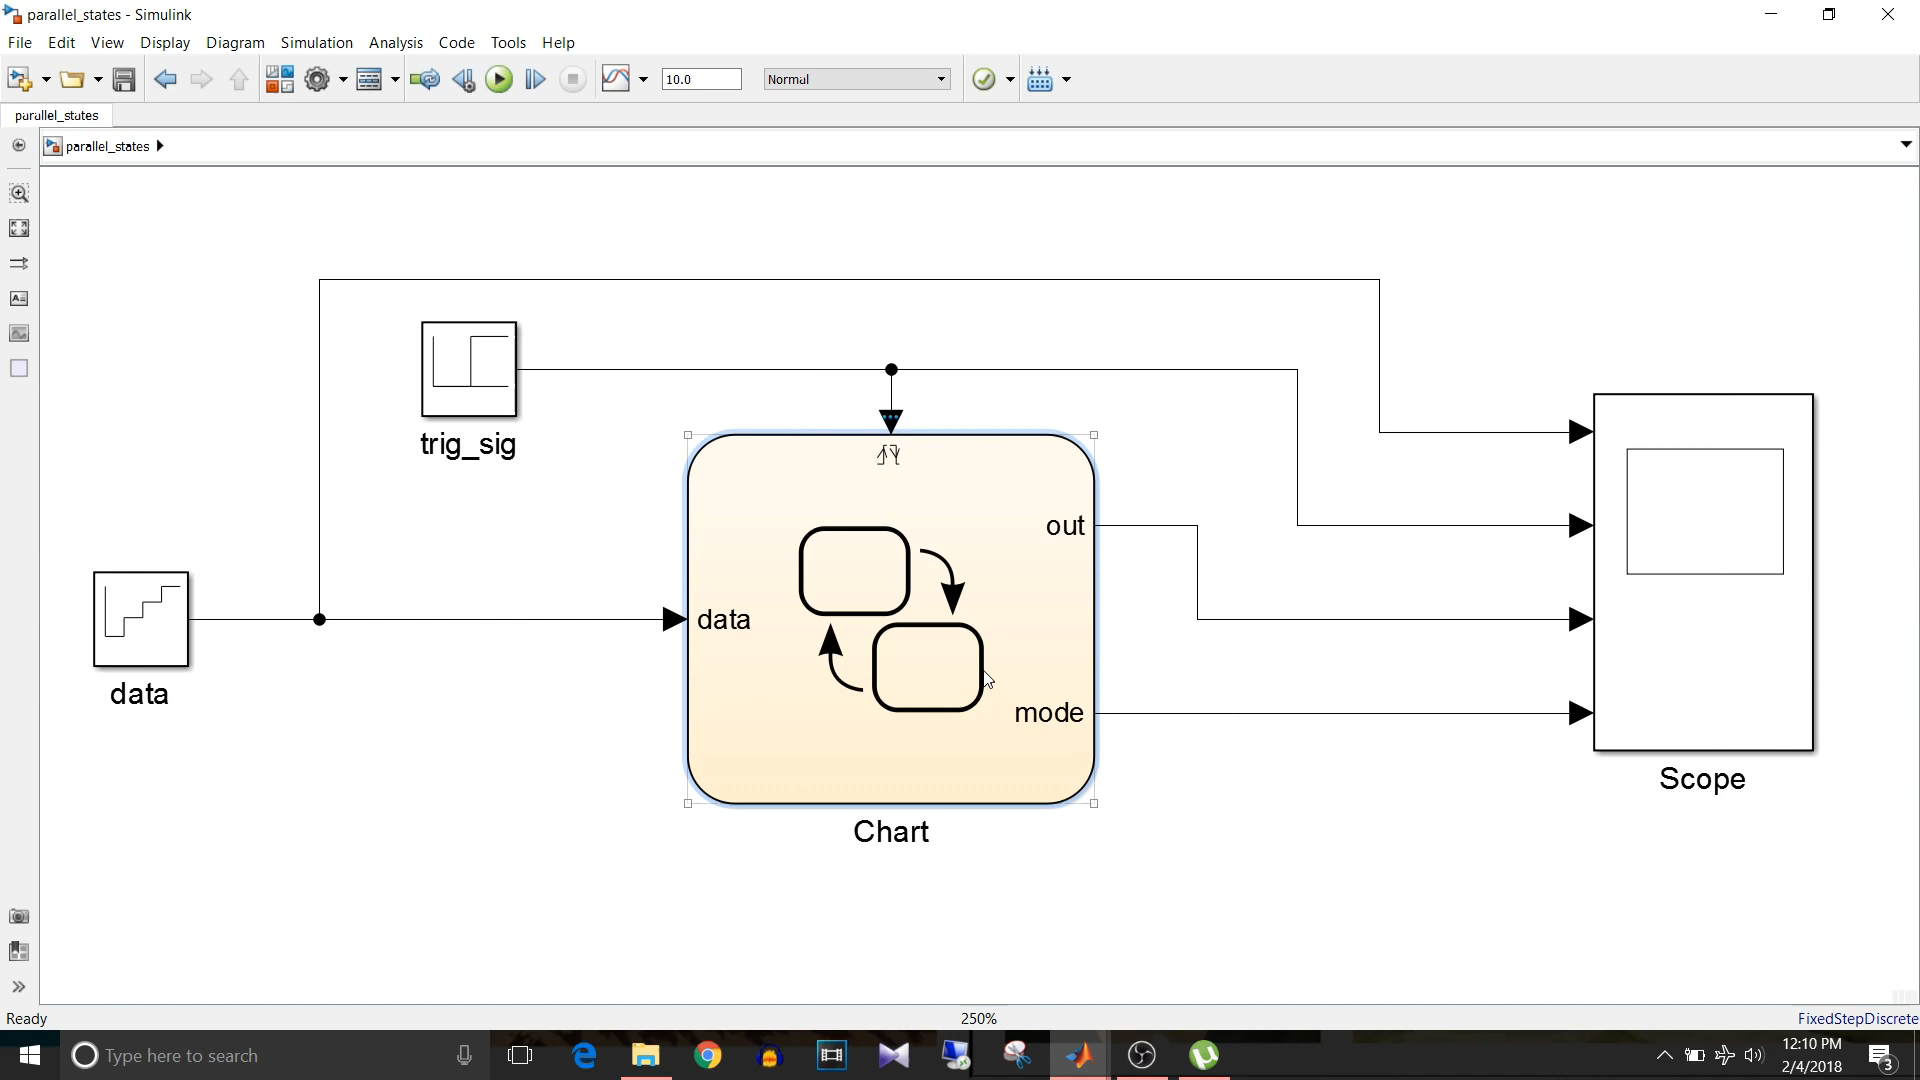 parallel_states - Simulink
File Edit View Display Diagram Simulation Analysis Code Tools Help
10.0 Normal
parallel_states
parallel_states
trig_sig
out
data
mode
data
Scope
Chart
Ready 250% FixedStepDiscrete
Type here to search
12:10 PM
2/4/2018
3